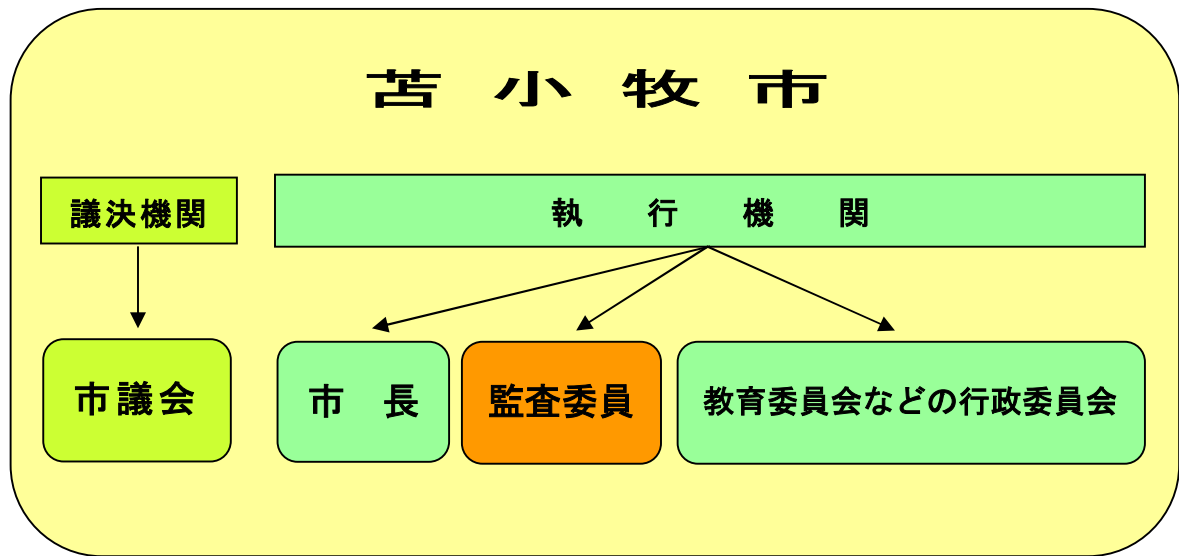 苫小牧市
議決機関
執行機関
市議会
市長
監査委員
教育委員会などの行政委員会